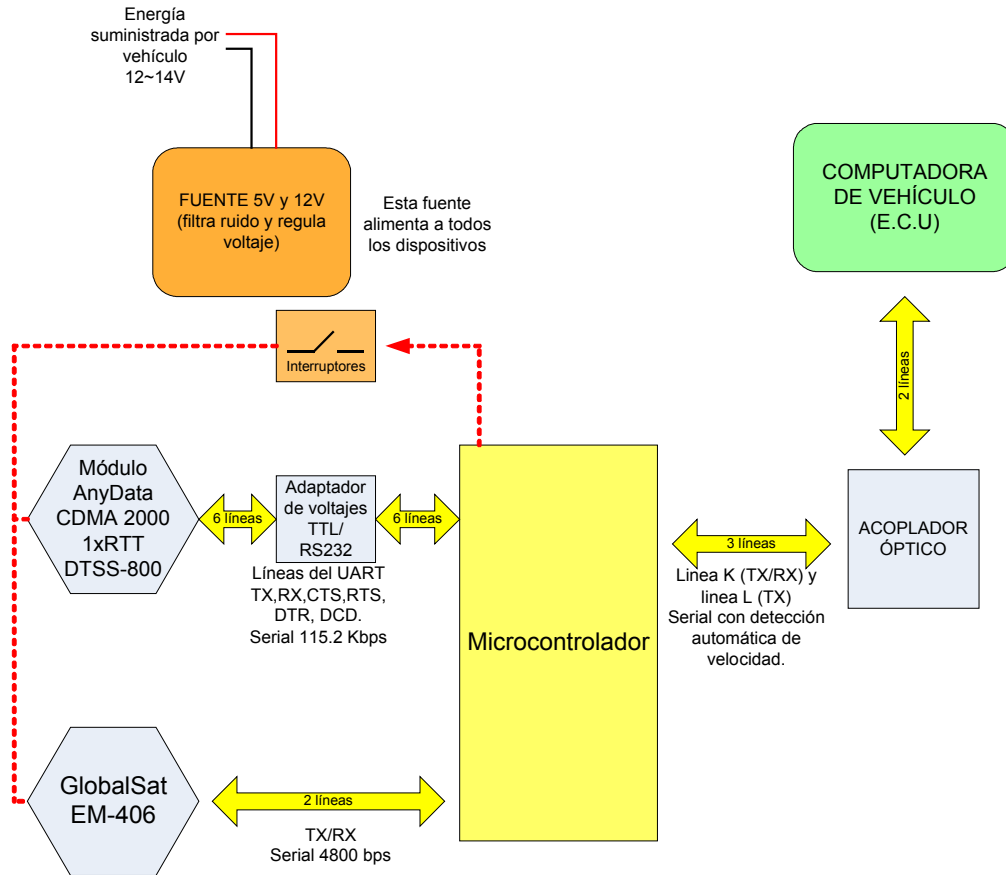 Energía
suministrada por
vehículo
12~14V
FUENTE 5V y 12V
(filtra ruido y regula
voltaje)
Esta fuente
alimenta a todos
los dispositivos
COMPUTADORA
DE VEHÍCULO
(E.C.U)
Interruptores
2 líneas
Módulo
AnyData
CDMA 2000
1xRTT
DTSS-800
6 líneas
Adaptador
de voltajes
TTL/
RS232
6 líneas
Líneas del UART
TX,RX,CTS,RTS,
DTR, DCD.
Serial 115.2 Kbps
Microcontrolador
3 líneas
Linea K (TX/RX) y
linea L (TX)
Serial con detección
automática de
velocidad.
ACOPLADOR
ÓPTICO
GlobalSat
EM-406
2 líneas
TX/RX
Serial 4800 bps